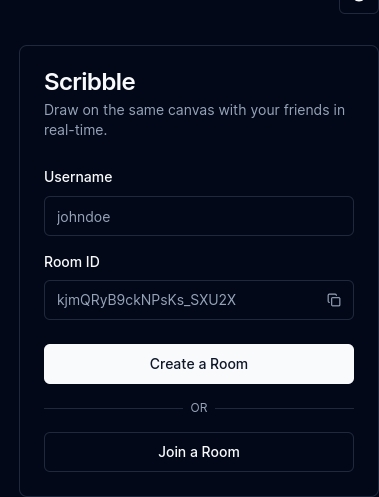 Scribble
Draw on the same canvas with your friends in
real-time.
Username
johndoe
Room ID
kjmQRyB9ckNPsKs_SXU2X
Create a Room
OR
Join a Room